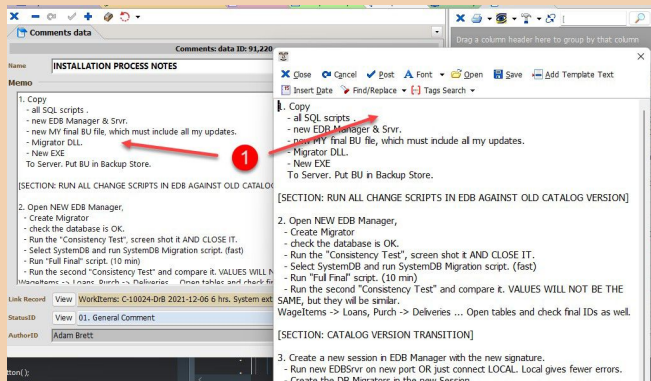 Comments data
Comments: data ID: 91,220
Name
INSTALLATION PROCESS NOTES
Memo
1. Copy
- all SQL scripts .
- new EDB Manager & Srvr.
- new MY final BU file, which must include all my updates.
- Migrator DLL.
- New EXE
To Server. Put BU in Backup Store.
[SECTION: RUN ALL CHANGE SCRIPTS IN EDB AGAINST OLD CATALO
2. Open NEW EDB Manager,
- Create Migrator
- check the database is OK.
- Run the "Consistency Test", screen shot it AND CLOSE IT.
- Select SystemDB and run SystemDB Migration script. (fast)
- Run "Full Final" script. (10 min)
- Run the second "Consistency Test" and compare it. VALUES WILL N
WageItems -> Loans, Purch -> Deliveries ... Open tables and check fin
Link Record
View
WorkItems: C-10024-DrB 2021-12-06 6 hrs. System ext
StatusID
View
01. General Comment
AuthorID
Adam Brett
tton();
1
Drag a column header here to group by that column
Close
Cancel
Post
Font
Open
Save
Add Template Text
Insert Date
Find/Replace
Tags Search
1. Copy
- all SQL scripts .
- new EDB Manager & Srvr.
- new MY final BU file, which must include all my updates.
- Migrator DLL.
- New EXE
To Server. Put BU in Backup Store.
[SECTION: RUN ALL CHANGE SCRIPTS IN EDB AGAINST OLD CATALOG VERSION]
2. Open NEW EDB Manager,
- Create Migrator
- check the database is OK.
- Run the "Consistency Test", screen shot it AND CLOSE IT.
- Select SystemDB and run SystemDB Migration script. (fast)
- Run "Full Final" script. (10 min)
- Run the second "Consistency Test" and compare it. VALUES WILL NOT BE THE
SAME, but they will be similar.
WageItems -> Loans, Purch -> Deliveries ... Open tables and check final IDs as well.
[SECTION: CATALOG VERSION TRANSITION]
3. Create a new session in EDB Manager with the new signature.
- Run new EDBSrvr on new port OR just connect LOCAL. Local gives fewer errors.
- Create the DB Migrators in the new Session.